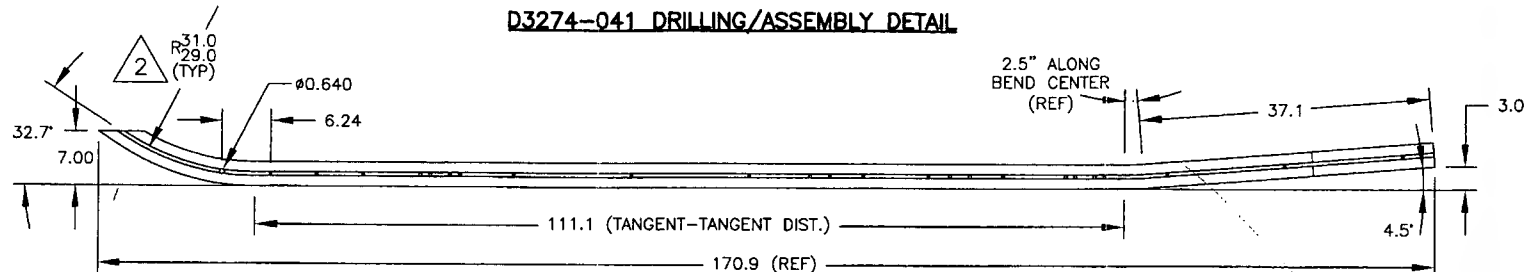 D3274-041 DRILLING/ASSEMBLY DETAIL
2
R31.0
29.0
(TYP)
ø0.640
6.24
2.5" ALONG
BEND CENTER
(REF)
37.1
3.0
32.7°
7.00
111.1 (TANGENT-TANGENT DIST.)
4.5°
170.9 (REF)